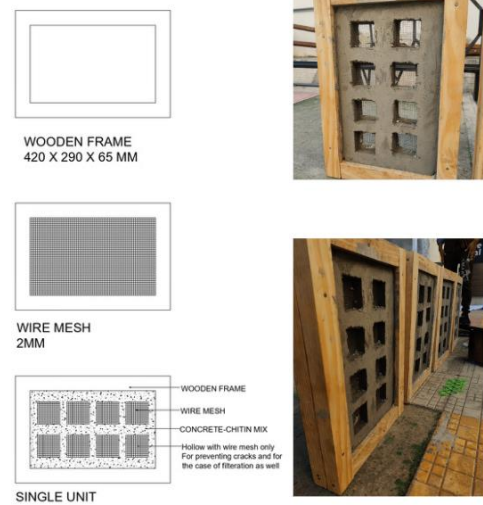 WOODEN FRAME
420 X 290 X 65 MM
WIRE MESH
2MM
WOODEN FRAME
WIRE MESH
CONCRETE-CHITIN MIX
Hollow with wire mesh only
For preventing cracks and for
the case of filteration as well
SINGLE UNIT